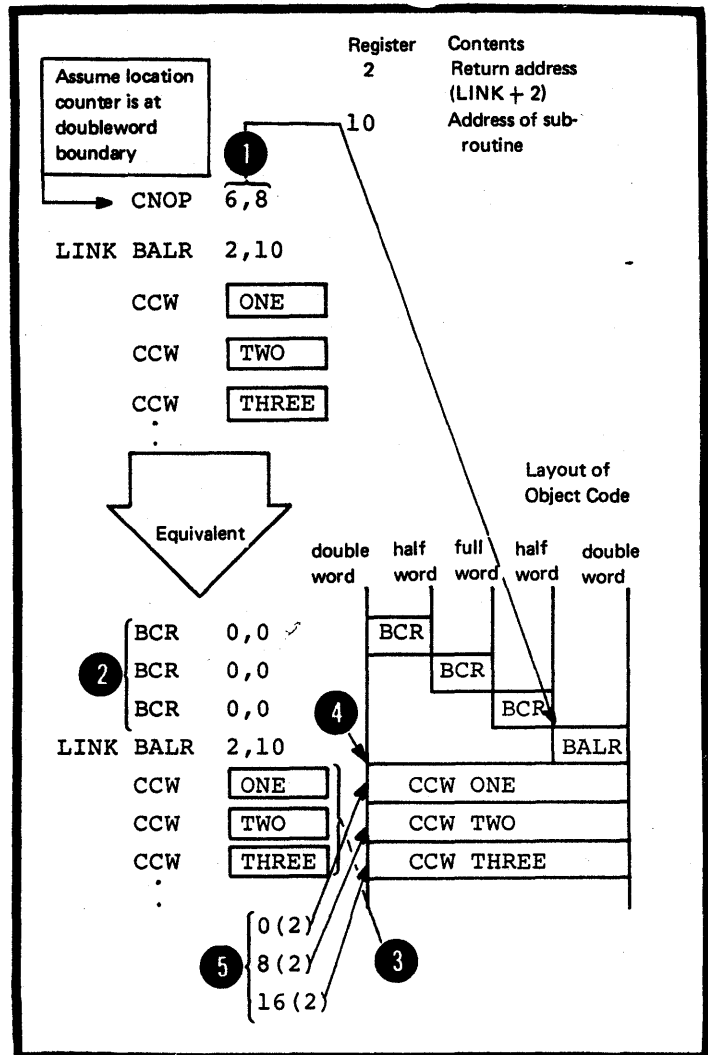 Register Contents
2 Return address
(LINK + 2)
10 Address of sub-
routine
Assume location
counter is at
doubleword
boundary
1
CNOP 6,8
LINK BALR 2,10
CCW ONE
CCW TWO
CCW THREE
.
.
Equivalent
Layout of
Object Code
double half full half double
word word word word word
2
BCR 0,0
BCR 0,0
BCR 0,0
LINK BALR 2,10
CCW ONE
CCW TWO
CCW THREE
.
.
BCR
BCR
BCR
BALR
4
CCW ONE
CCW TWO
CCW THREE
5
0(2)
8(2)
16(2)
3